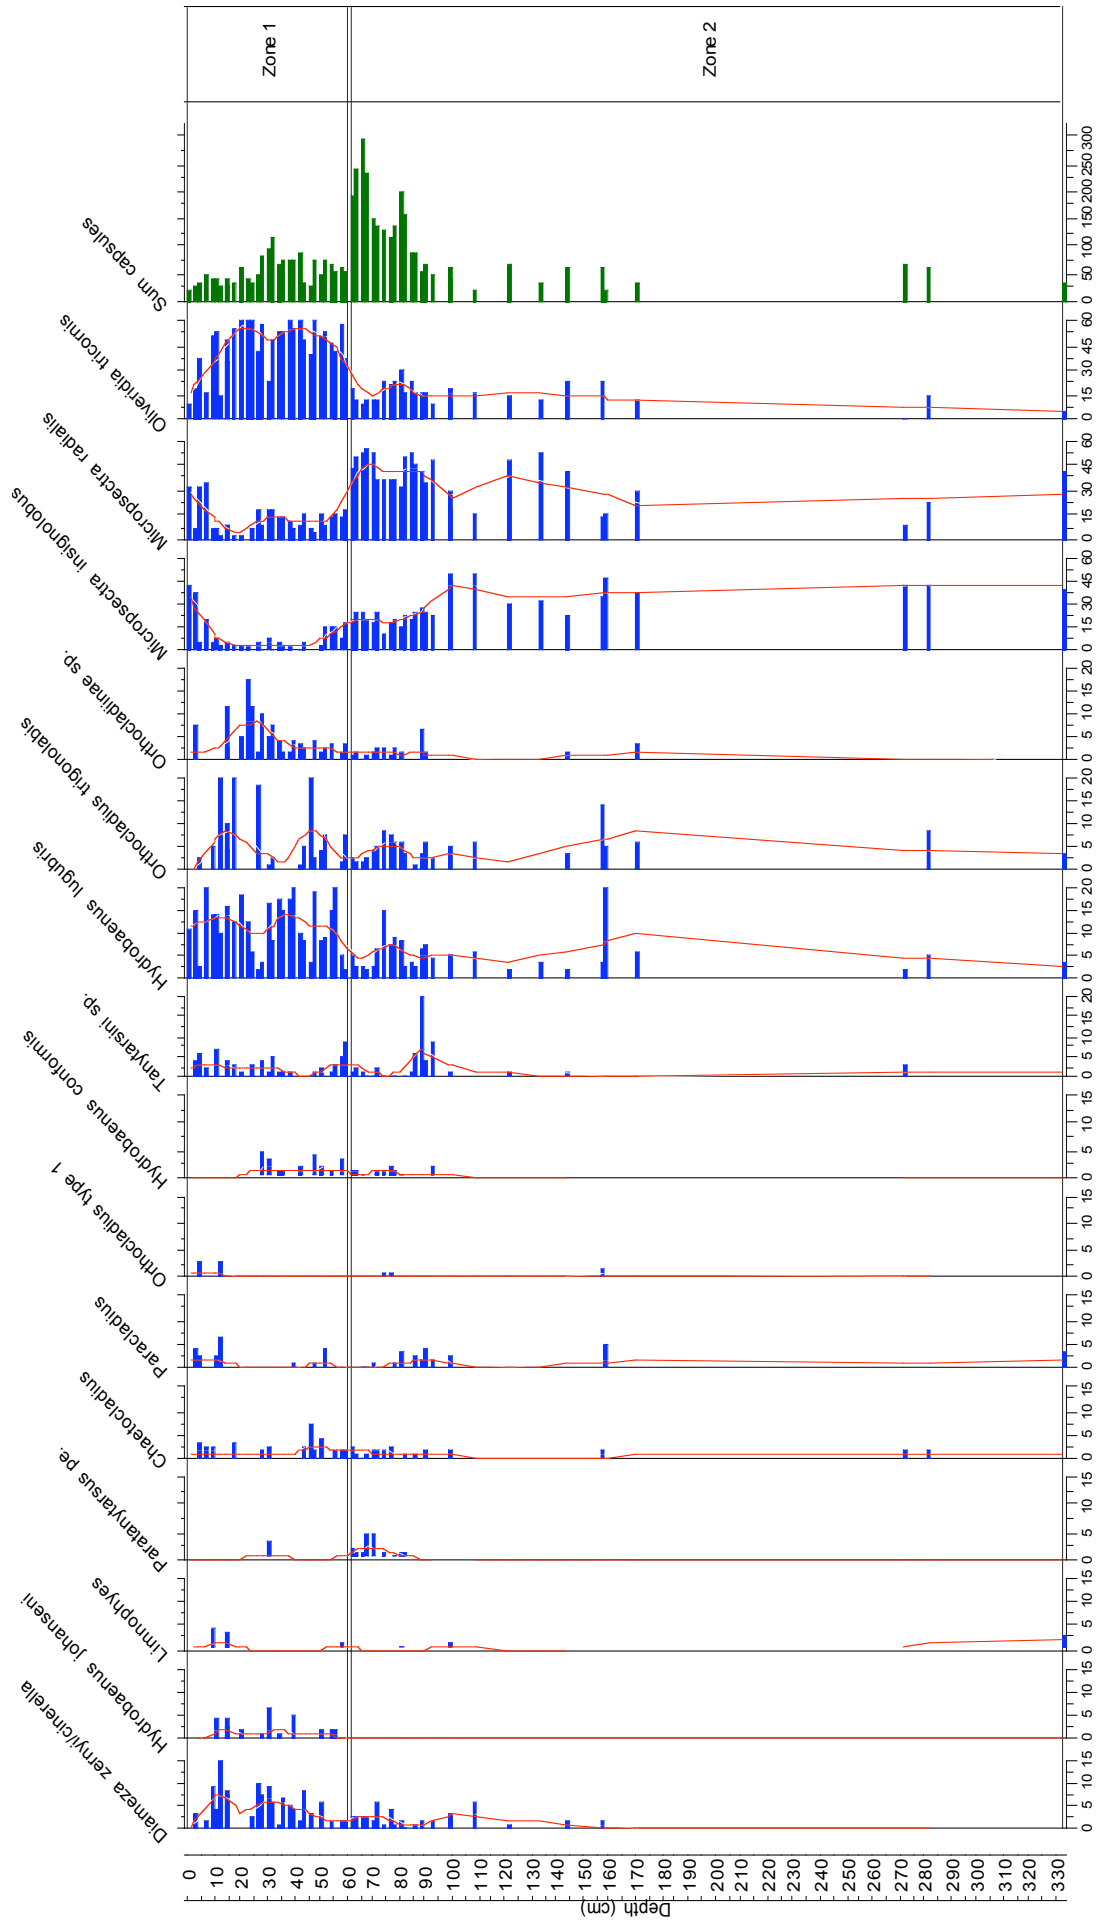 Zone 1
Zone 2
Sum capsules
0 50 100 150 200 250 300
Oliveridia tricornis
0 15 30 45 60
Micropsectra radialis
0 15 30 45 60
Micropsectra insignolobus
0 15 30 45 60
Orthocladiinae sp.
0 5 10 15 20
Orthocladius trigonolabis
0 5 10 15 20
Hydrobaenus lugubris
0 5 10 15 20
Tanytarsini sp.
0 5 10 15 20
Hydrobaenus conformis
0 5 10 15
Orthocladius type 1
0 5 10 15
Paracladius
0 5 10 15
Chaetocladius
0 5 10 15
Paratanytarsus pe.
0 5 10 15
Limnophyes
0 5 10 15
Hydrobaenus johanseni
0 5 10 15
Diameza zernyi/cinerella
0 5 10 15
0 10 20 30 40 50 60 70 80 90 100 110 120 130 140 150 160 170 180 190 200 210 220 230 240 250 260 270 280 290 300 310 320 330
Depth (cm)